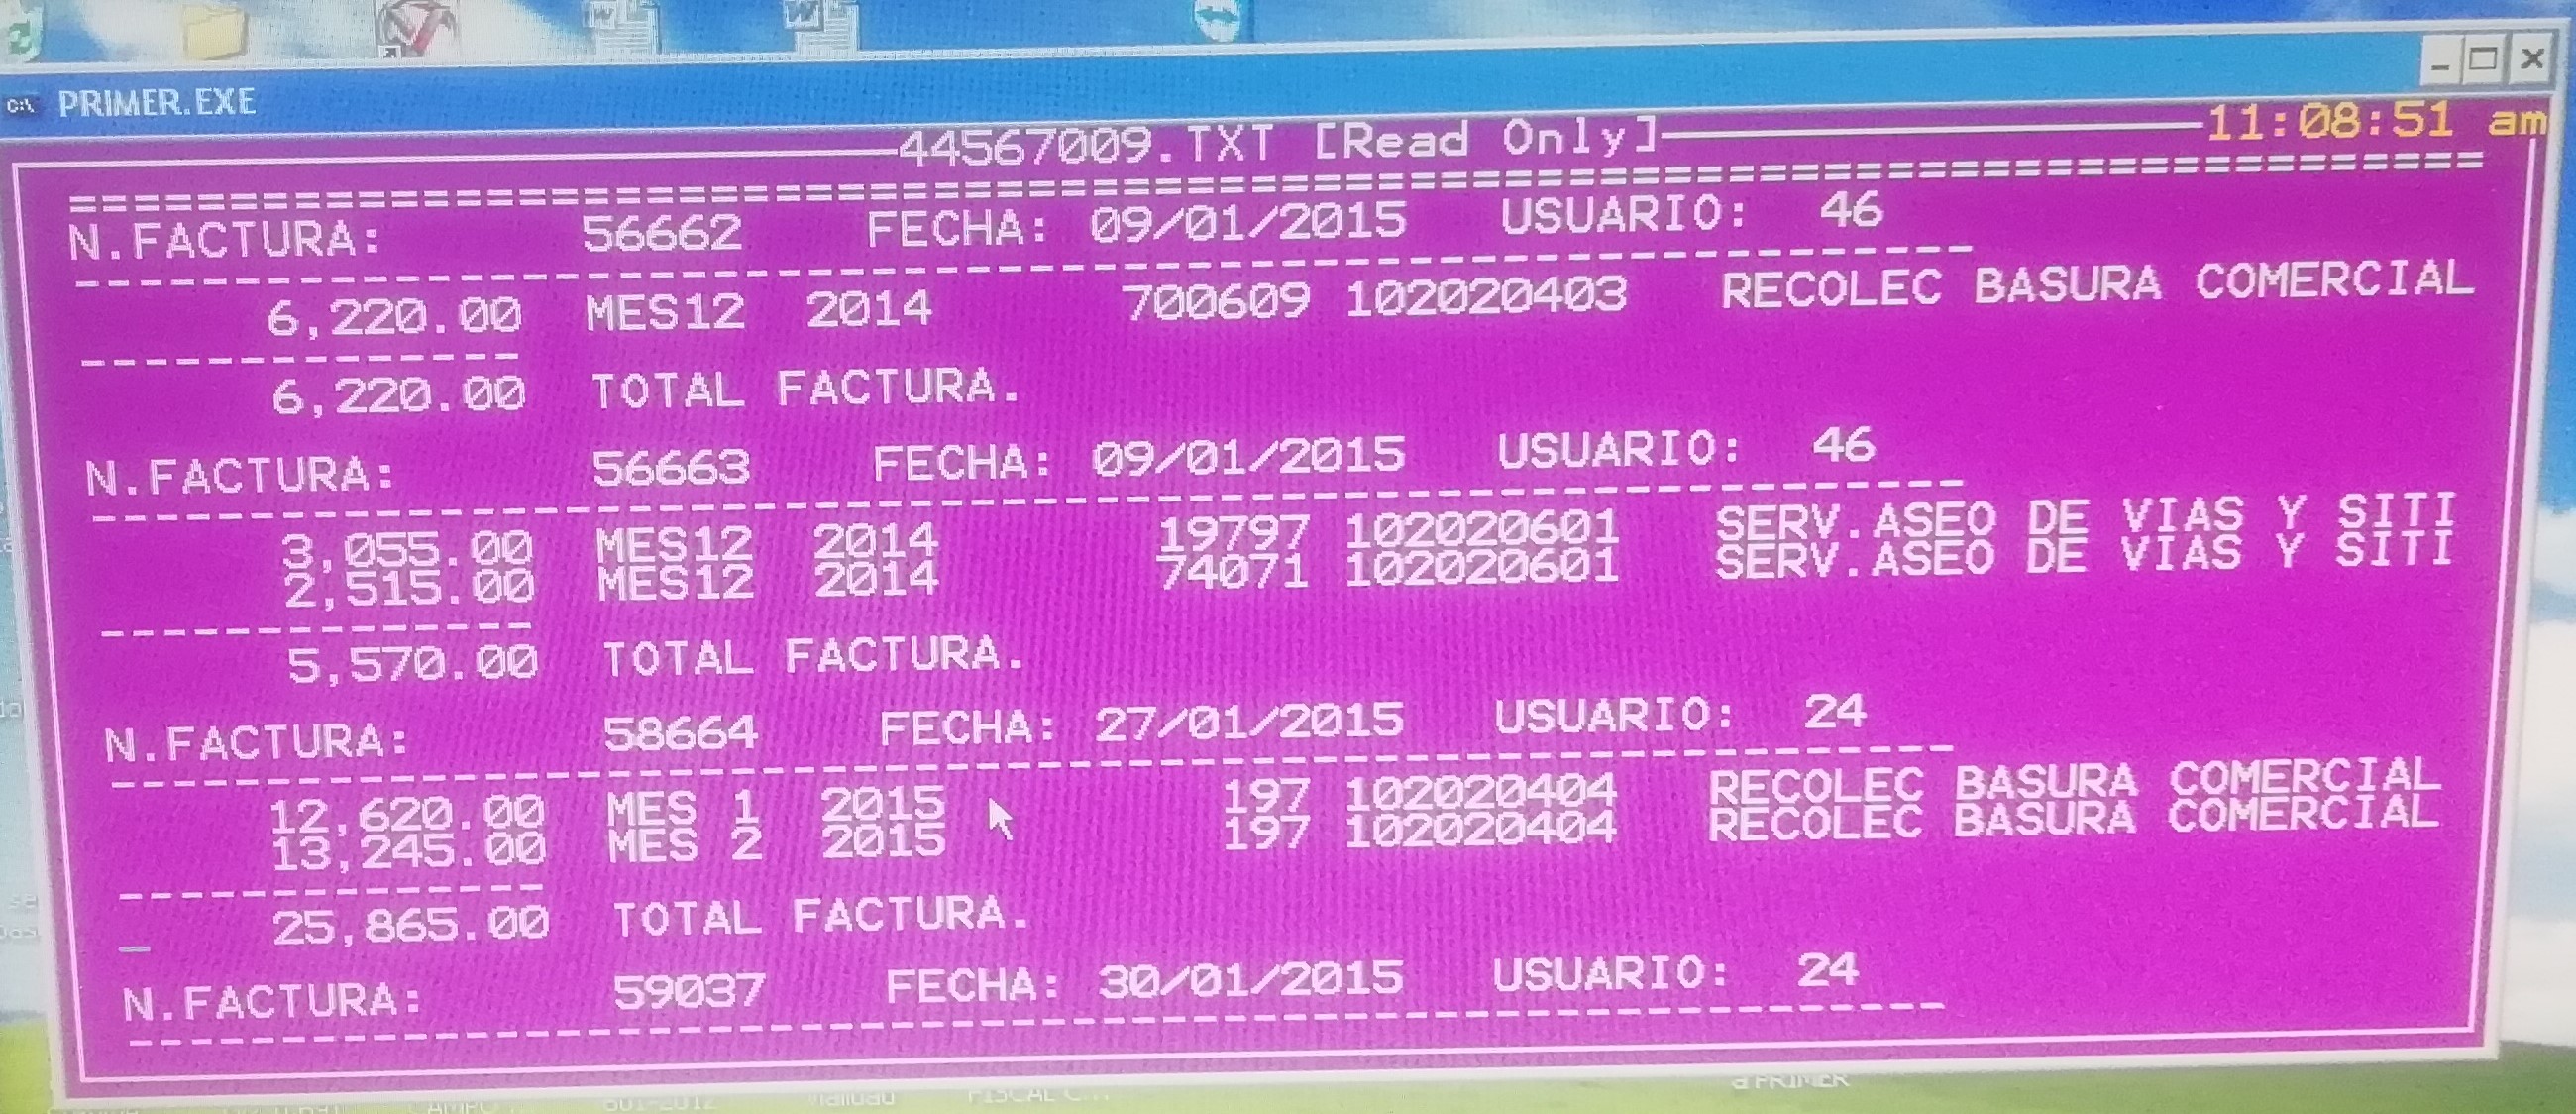 PRIMER.EXE
44567009.TXT [Read Only] 11:08:51 am
================================================================================
N.FACTURA: 56662 FECHA: 09/01/2015 USUARIO: 46
6,220.00 MES12 2014 700609 102020403 RECOLEC BASURA COMERCIAL
6,220.00 TOTAL FACTURA.
N.FACTURA: 56663 FECHA: 09/01/2015 USUARIO: 46
3,055.00 MES12 2014 19797 102020601 SERV.ASEO DE VIAS Y SITI
2,515.00 MES12 2014 74071 102020601 SERV.ASEO DE VIAS Y SITI
5,570.00 TOTAL FACTURA.
N.FACTURA: 58664 FECHA: 27/01/2015 USUARIO: 24
12,620.00 MES 1 2015 197 102020404 RECOLEC BASURA COMERCIAL
13,245.00 MES 2 2015 197 102020404 RECOLEC BASURA COMERCIAL
25,865.00 TOTAL FACTURA.
N.FACTURA: 59037 FECHA: 30/01/2015 USUARIO: 24